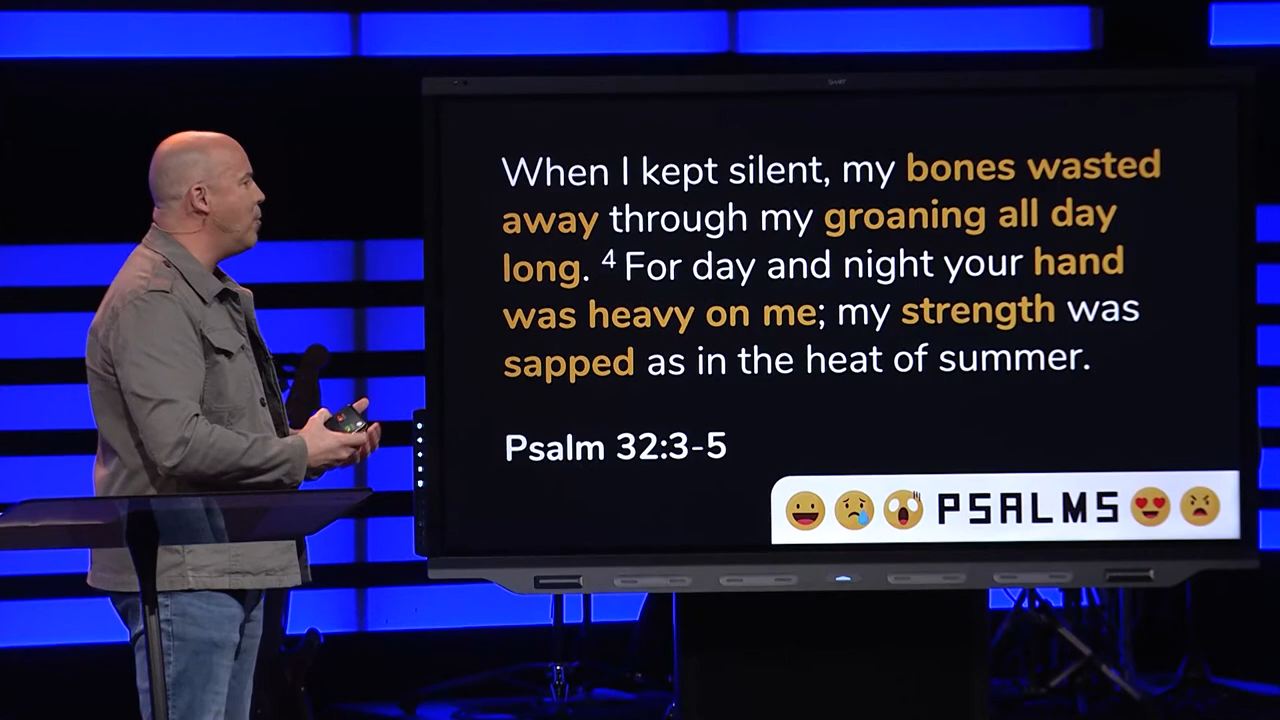 When I kept silent, my bones wasted
away through my groaning all day
long. ⁴ For day and night your hand
was heavy on me; my strength was
sapped as in the heat of summer.
Psalm 32:3-5
PSALMS
SMART